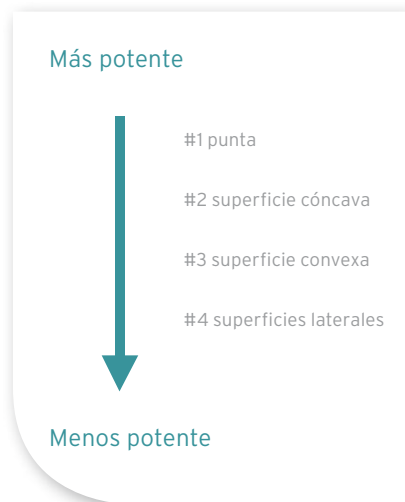 Más potente
#1 punta
#2 superficie cóncava
#3 superficie convexa
#4 superficies laterales
Menos potente